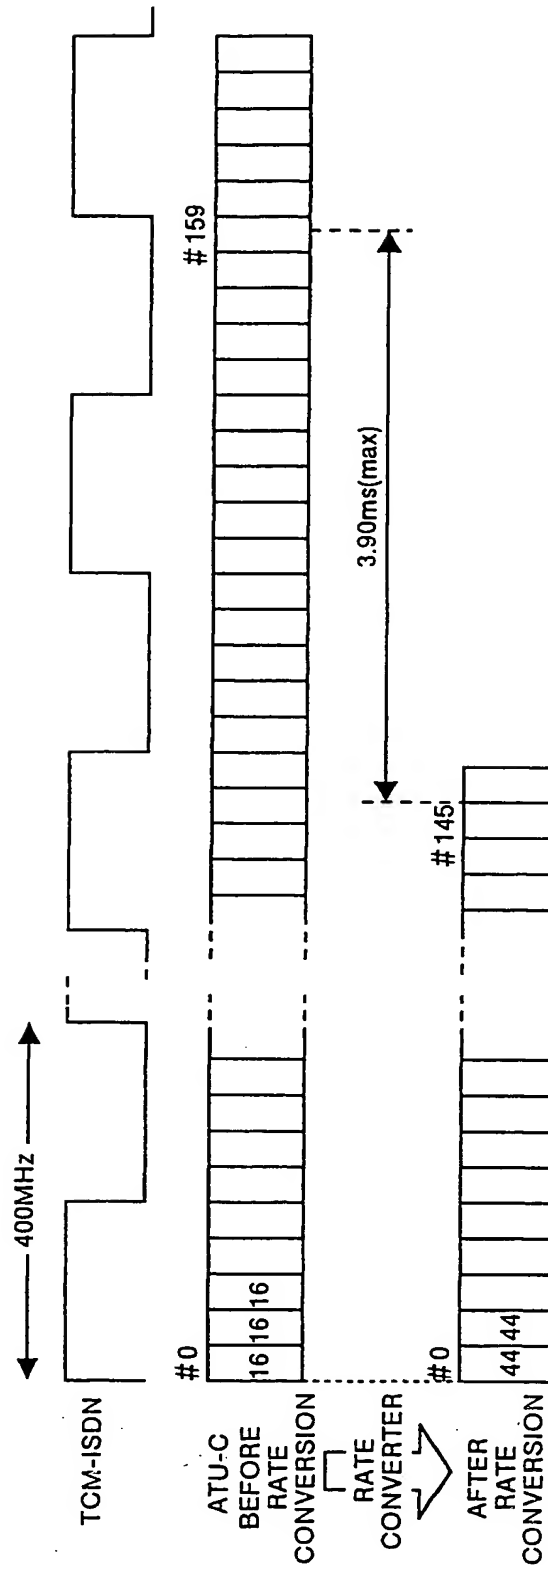 TCM-ISDN
400MHz
ATU-C
BEFORE
RATE
CONVERSION
#0
16 16 16
#159
RATE
CONVERTER
3.90ms(max)
AFTER
RATE
CONVERSION
#0
44 44
#145